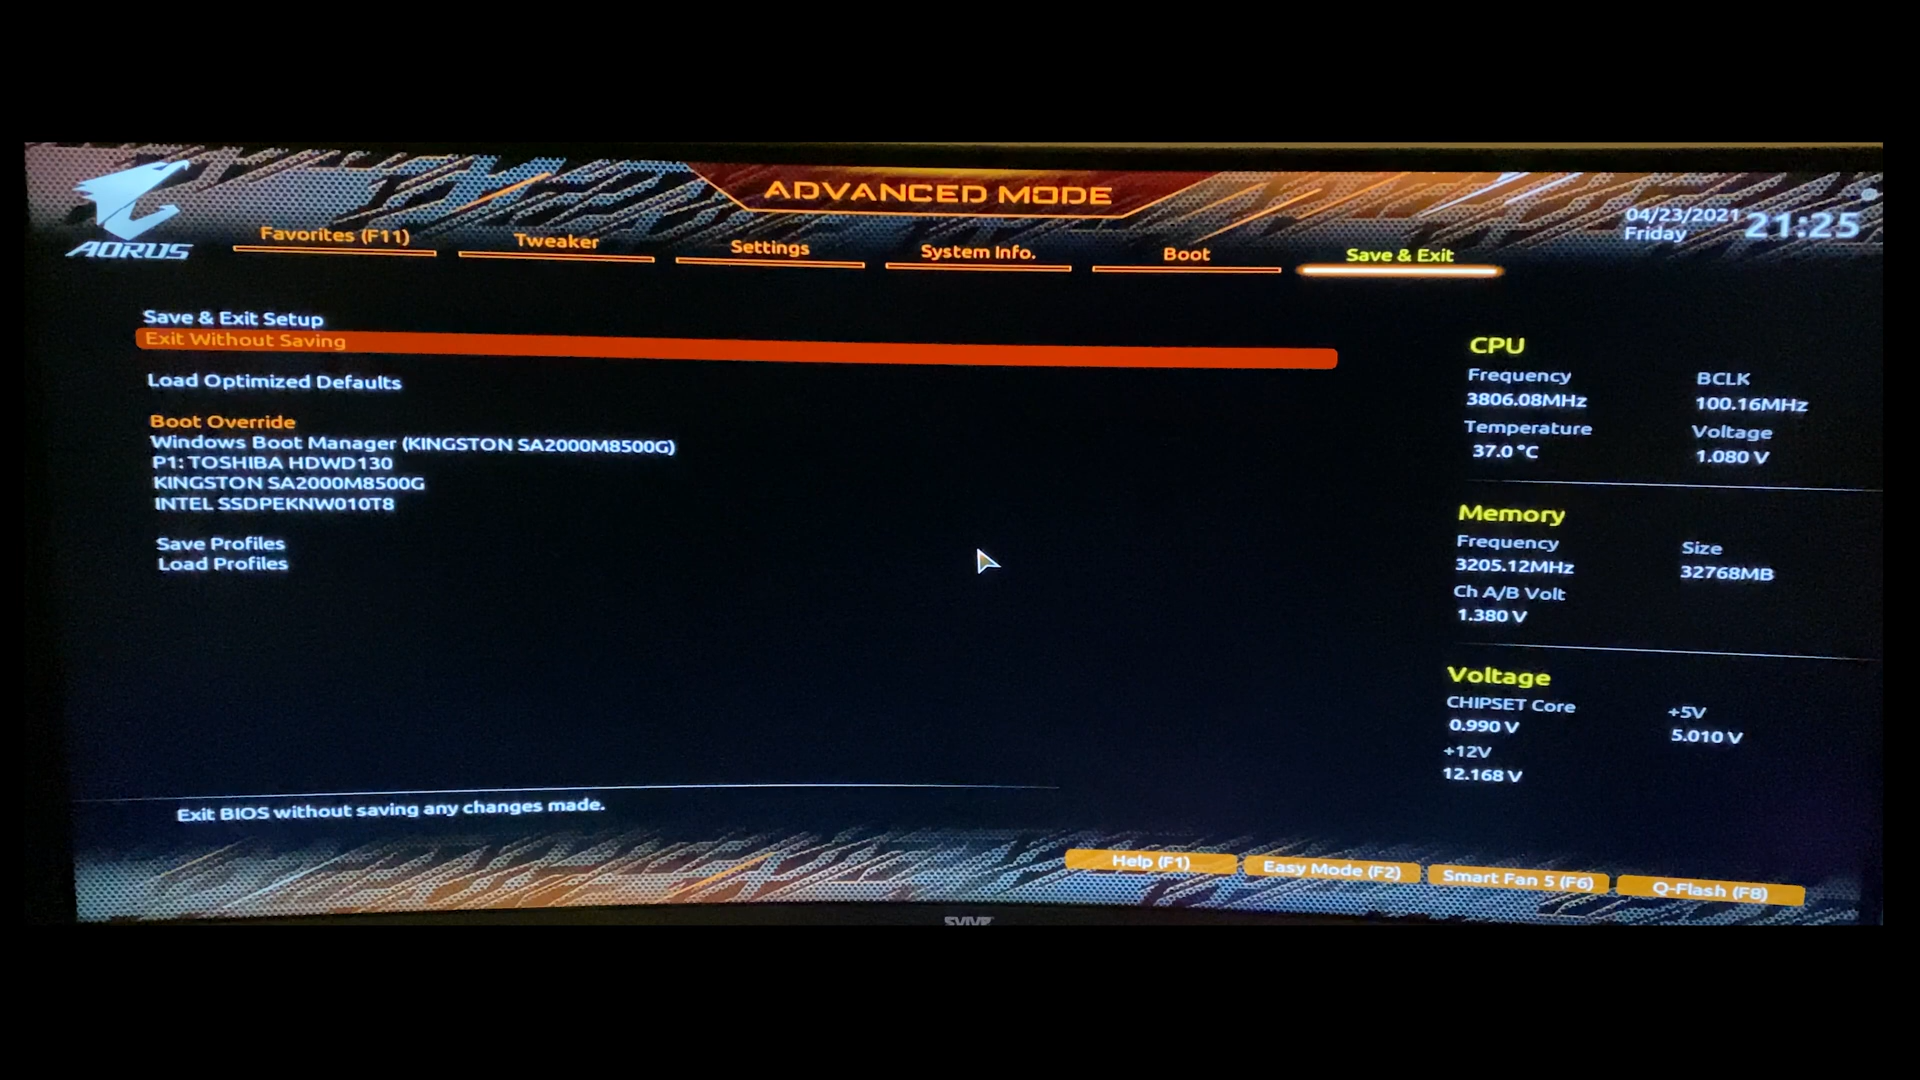 ADVANCED MODE
AORUS
Favorites (F11)
Tweaker
Settings
System Info.
Boot
Save & Exit
04/23/2021
Friday
21:25
Save & Exit Setup
Exit Without Saving
Load Optimized Defaults
Boot Override
Windows Boot Manager (KINGSTON SA2000M8500G)
P1: TOSHIBA HDWD130
KINGSTON SA2000M8500G
INTEL SSDPEKNW010T8
Save Profiles
Load Profiles
CPU
Frequency BCLK
3806.08MHz 100.16MHz
Temperature Voltage
37.0 °C 1.080 V
Memory
Frequency Size
3205.12MHz 32768MB
Ch A/B Volt
1.380 V
Voltage
CHIPSET Core +5V
0.990 V 5.010 V
+12V
12.168 V
Exit BIOS without saving any changes made.
Help (F1)
Easy Mode (F2)
Smart Fan 5 (F6)
Q-Flash (F8)